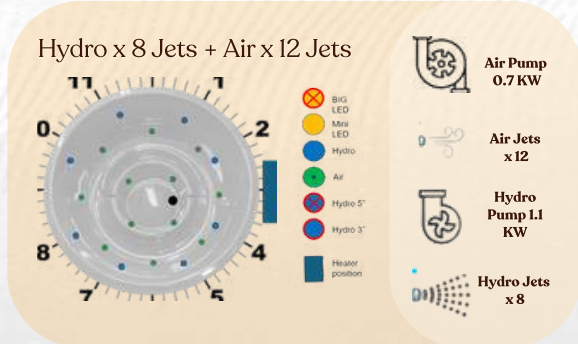 Hydro x 8 Jets + Air x 12 Jets
11
1
0
2
8
4
7
5
BIG
LED
Mini
LED
Hydro
Air
Hydro 5"
Hydro 3"
Heater
position
Air Pump
0.7 KW
Air Jets
x 12
Hydro
Pump 1.1
KW
Hydro Jets
x 8